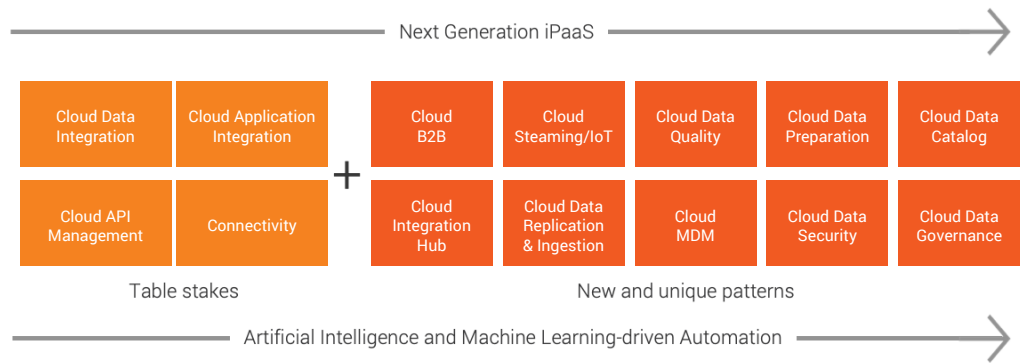 Next Generation iPaaS
Cloud Data
Integration
Cloud Application
Integration
Cloud
B2B
Cloud
Steaming/IoT
Cloud Data
Quality
Cloud Data
Preparation
Cloud Data
Catalog
+
Cloud API
Management
Connectivity
Cloud
Integration
Hub
Cloud Data
Replication
& Ingestion
Cloud
MDM
Cloud Data
Security
Cloud Data
Governance
Table stakes
New and unique patterns
Artificial Intelligence and Machine Learning-driven Automation